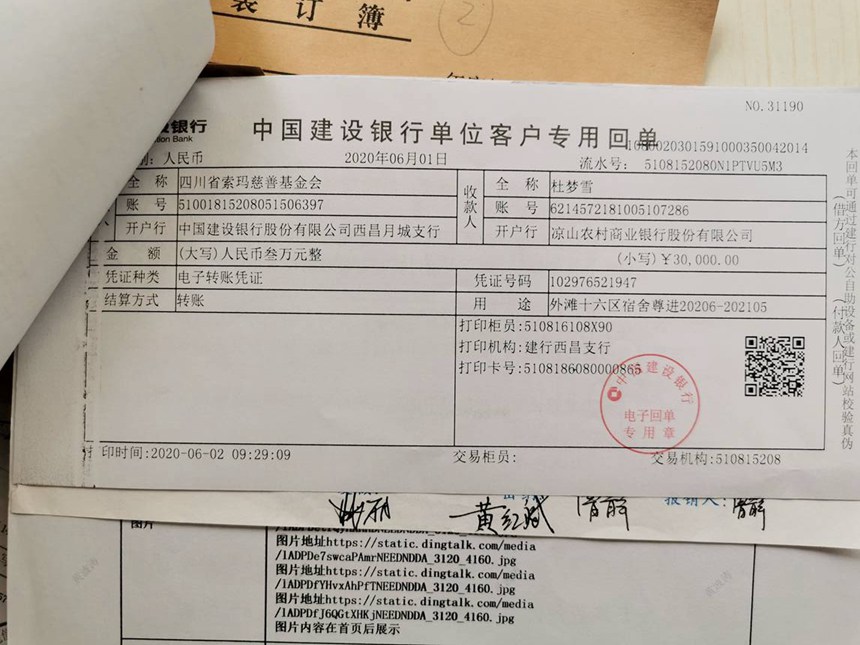 装订簿
2
NO.31190
银行
tion Bank
中国建设银行单位客户专用回单
1080020301591000350042014
人民币
2020年06月01日
流水号: 5108152080N1PTVU5M3
全 称 四川省索玛慈善基金会
收款人
全 称 杜梦雪
账 号 51001815208051506397
账 号 6214572181005107286
开户行 中国建设银行股份有限公司西昌月城支行
开户行 凉山农村商业银行股份有限公司
金 额 (大写)人民币叁万元整
(小写)￥30,000.00
凭证种类 电子转账凭证
凭证号码 102976521947
结算方式 转账
用 途 外滩十六区宿舍尊进20206-202105
打印柜员:510816108X90
打印机构:建行西昌支行
打印卡号:5108186080000865
中国建设银行
电子回单
专用章
印时间:2020-06-02 09:29:09
交易柜员:
交易机构:510815208
本回单可通过建行对公自助设备或建行网站校验真伪
(借方回单)
(付款人回单)
黄红斌
报销人:
图片
图片地址https://static.dingtalk.com/media
/lADPDe7swcaPAmrNEEDNDDA_3120_4160.jpg
图片地址https://static.dingtalk.com/media
/lADPDfYHvxAhPfTNEEDNDDA_3120_4160.jpg
图片地址https://static.dingtalk.com/media
/lADPDfJ6QGtXHKjNEEDNDDA_3120_4160.jpg
图片内容在首页后展示